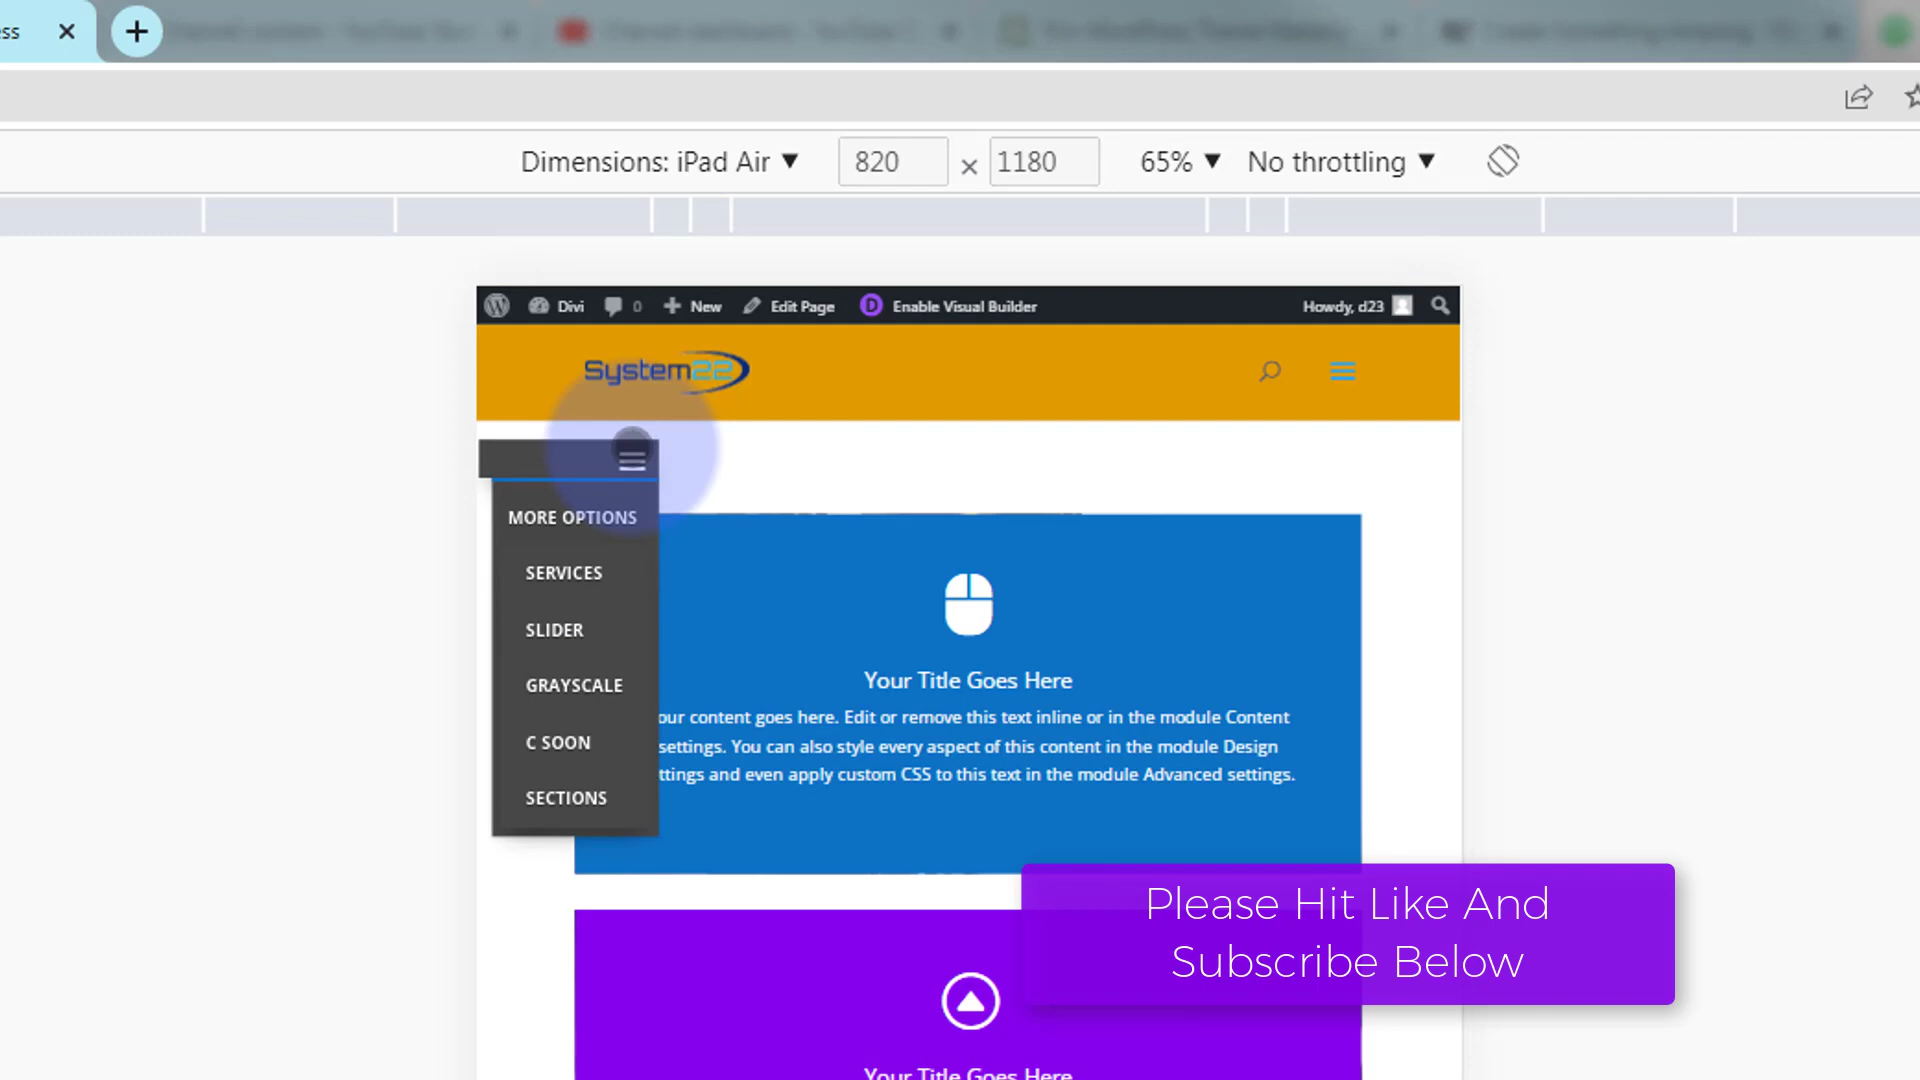 ess
Dimensions: iPad Air 820 × 1180 65% No throttling
Divi 0 New Edit Page Enable Visual Builder Howdy, d23
System22
MORE OPTIONS
SERVICES
SLIDER
GRAYSCALE
C SOON
SECTIONS
Your Title Goes Here
our content goes here. Edit or remove this text inline or in the module Content
settings. You can also style every aspect of this content in the module Design
ttings and even apply custom CSS to this text in the module Advanced settings.
Please Hit Like And
Subscribe Below
Your Title Goes Here